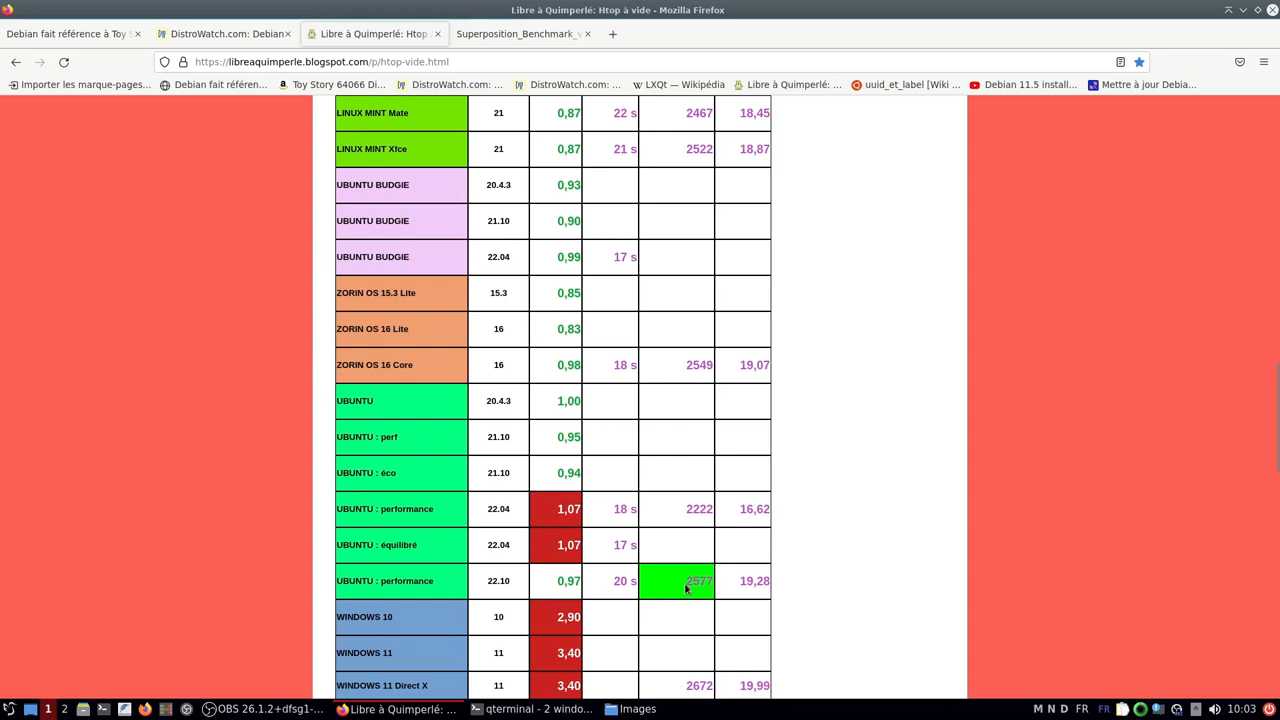 Libre à Quimperlé: Htop à vide - Mozilla Firefox
Debian fait référence à Toy S
DistroWatch.com: Debian
Libre à Quimperlé: Htop à
Superposition_Benchmark_v
https://libreaquimperle.blogspot.com/p/htop-vide.html
Importer les marque-pages...
Debian fait référen...
Toy Story 64066 Di...
DistroWatch.com: ...
DistroWatch.com: ...
LXQt — Wikipédia
Libre à Quimperlé: ...
uuid_et_label [Wiki ...
Debian 11.5 install...
Mettre à jour Debia...
LINUX MINT Mate 21 0,87 22 s 2467 18,45
LINUX MINT Xfce 21 0,87 21 s 2522 18,87
UBUNTU BUDGIE 20.4.3 0,93
UBUNTU BUDGIE 21.10 0,90
UBUNTU BUDGIE 22.04 0,99 17 s
ZORIN OS 15.3 Lite 15.3 0,85
ZORIN OS 16 Lite 16 0,83
ZORIN OS 16 Core 16 0,98 18 s 2549 19,07
UBUNTU 20.4.3 1,00
UBUNTU : perf 21.10 0,95
UBUNTU : éco 21.10 0,94
UBUNTU : performance 22.04 1,07 18 s 2222 16,62
UBUNTU : équilibré 22.04 1,07 17 s
UBUNTU : performance 22.10 0,97 20 s 2577 19,28
WINDOWS 10 10 2,90
WINDOWS 11 11 3,40
WINDOWS 11 Direct X 11 3,40 2672 19,99
1 2 OBS 26.1.2+dfsg1-... Libre à Quimperlé: ... qterminal - 2 windo... Images M N D FR FR 10:03